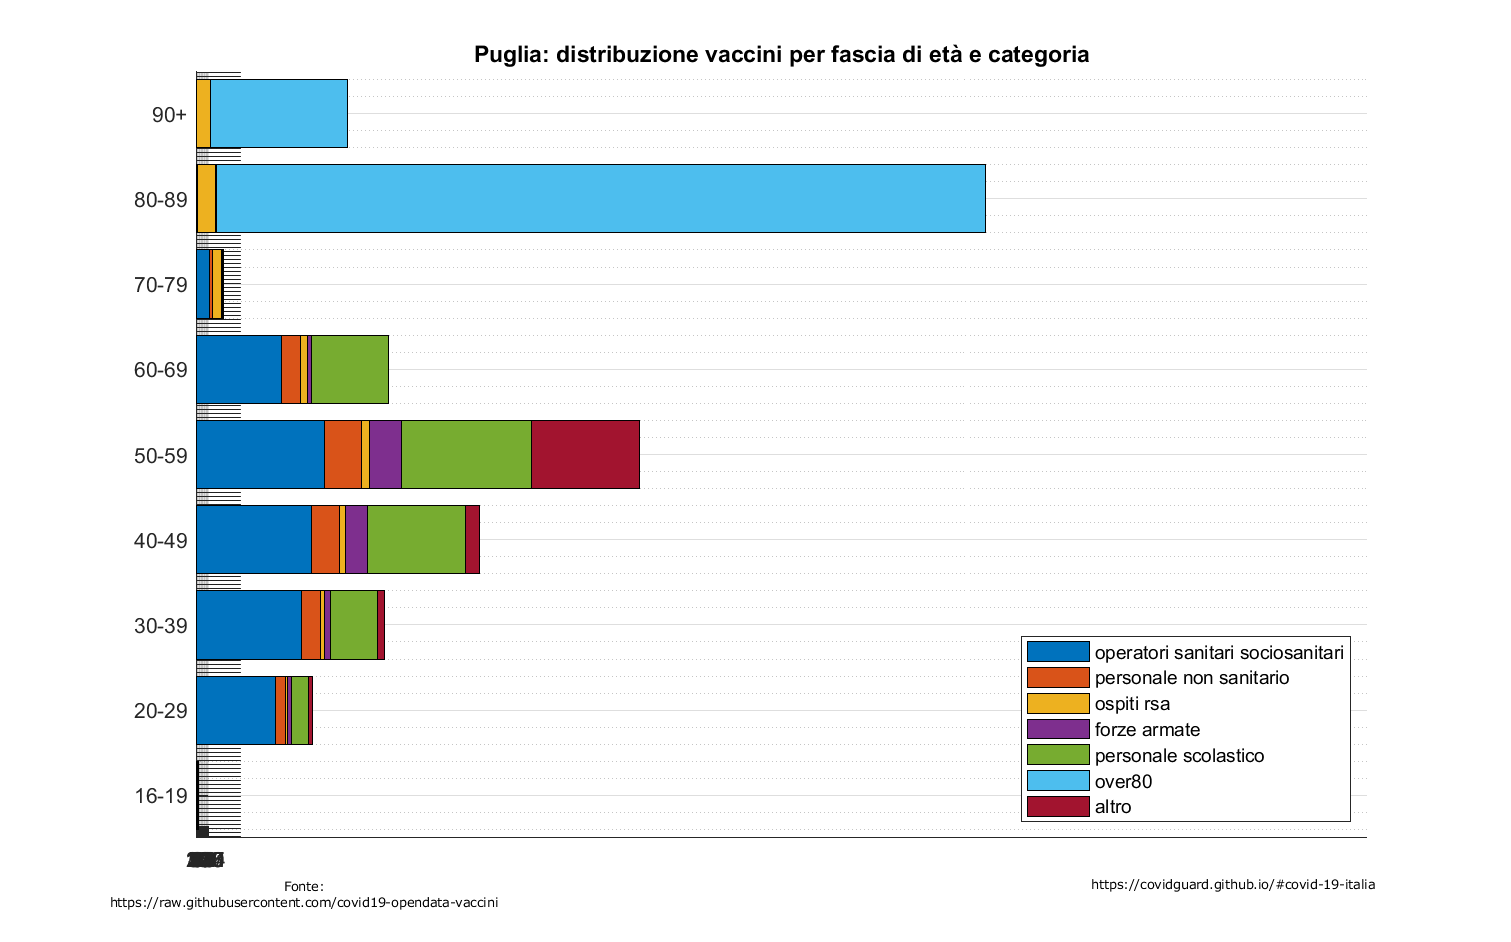 Puglia: distribuzione vaccini per fascia di età e categoria
90+
80-89
70-79
60-69
50-59
40-49
30-39
20-29
16-19
operatori sanitari sociosanitari
personale non sanitario
ospiti rsa
forze armate
personale scolastico
over80
altro
Fonte:
https://raw.githubusercontent.com/covid19-opendata-vaccini
https://covidguard.github.io/#covid-19-italia